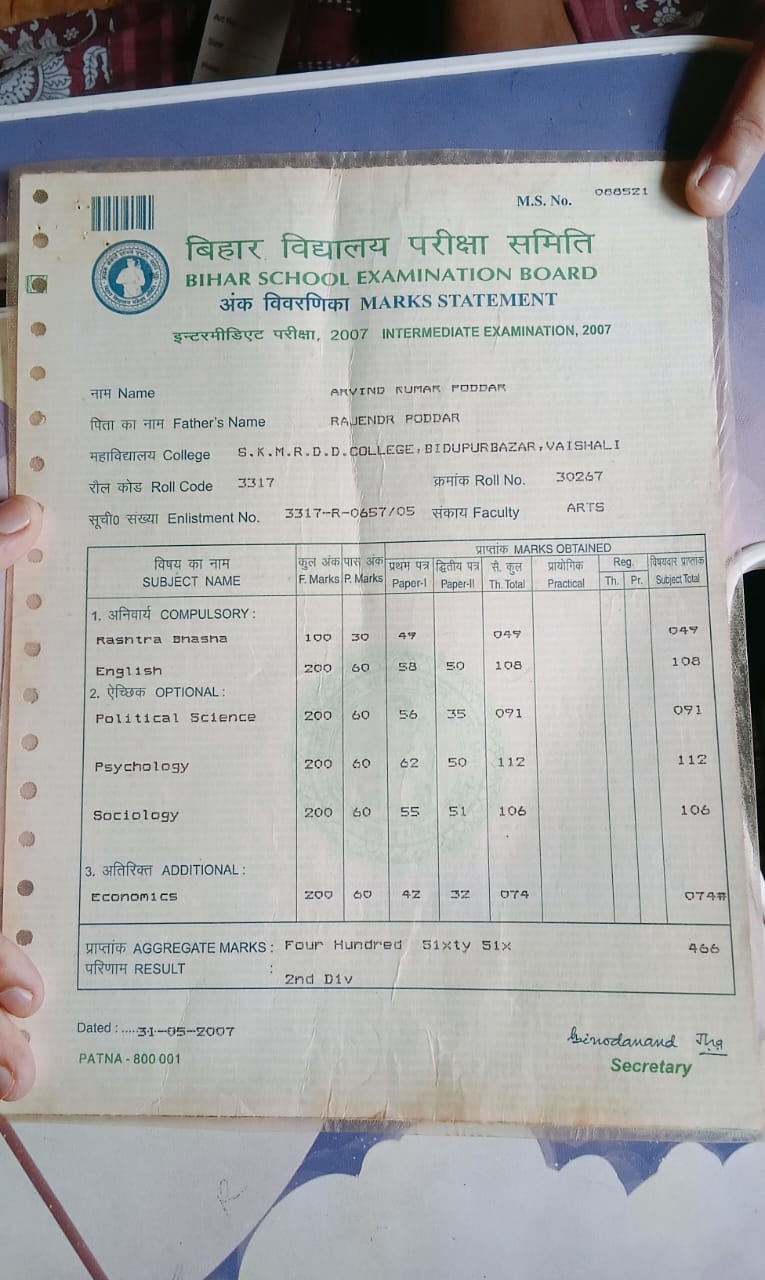 M.S. No. 088521
बिहार विद्यालय परीक्षा समिति
BIHAR SCHOOL EXAMINATION BOARD
अंक विवरणिका MARKS STATEMENT
इन्टरमीडिएट परीक्षा, 2007 INTERMEDIATE EXAMINATION, 2007
नाम Name ARVIND KUMAR PODDAR
पिता का नाम Father's Name RAJENDR PODDAR
महाविद्यालय College S.K.M.R.D.D.COLLEGE,BIDUPURBAZAR,VAISHALI
रौल कोड Roll Code 3317 क्रमांक Roll No. 30267
सूची० संख्या Enlistment No. 3317-R-0657/05 संकाय Faculty ARTS
प्राप्तांक MARKS OBTAINED
विषय का नाम कुल अंक पास अंक प्रथम पत्र द्वितीय पत्र सै. कुल प्रायोगिक Reg. विषयवार प्राप्तांक
SUBJECT NAME F. Marks P. Marks Paper-I Paper-II Th. Total Practical Th. Pr. Subject Total
1. अनिवार्य COMPULSORY :
Rashtra Bhasha 100 30 49 049 049
English 200 60 58 50 108 108
2. ऐच्छिक OPTIONAL :
Political Science 200 60 56 35 091 091
Psychology 200 60 62 50 112 112
Sociology 200 60 55 51 106 106
3. अतिरिक्त ADDITIONAL :
Economics 200 60 42 32 074 074#
प्राप्तांक AGGREGATE MARKS : Four Hundred Sixty Six 466
परिणाम RESULT : 2nd Div
Dated : ....31-05-2007
Binodanand Jha
PATNA - 800 001
Secretary
R